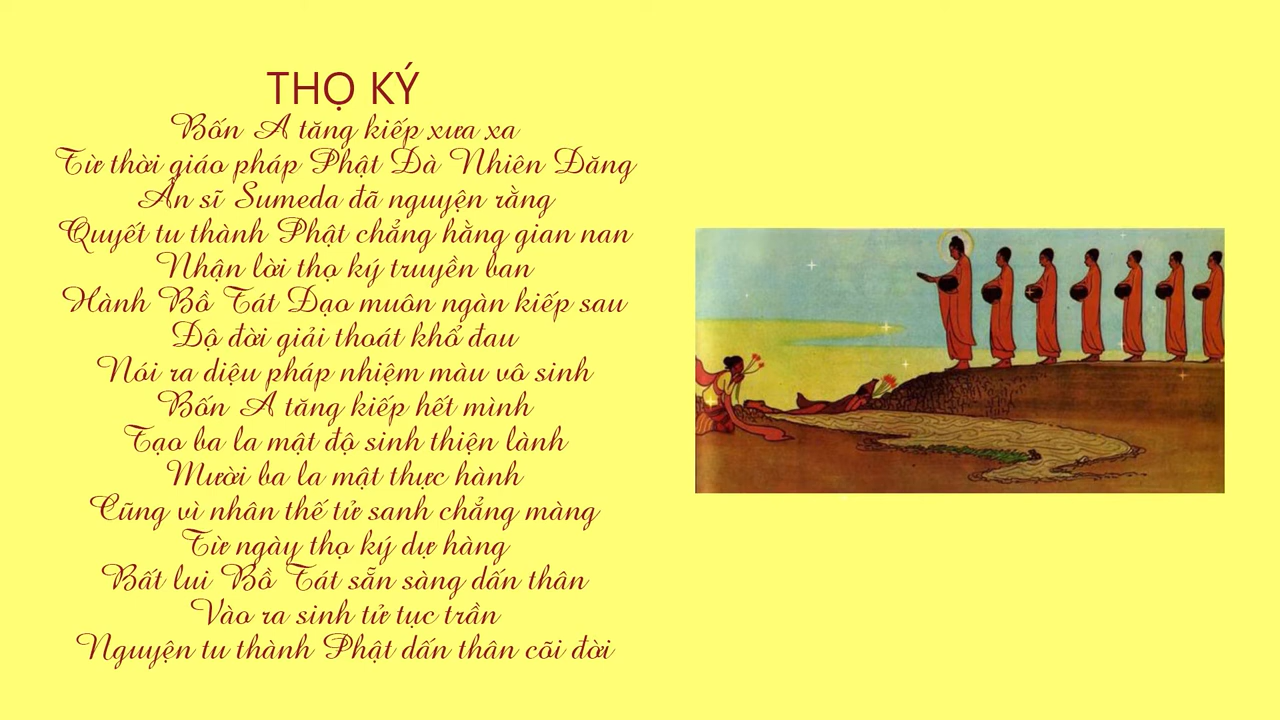 THỌ KÝ
Bốn A tăng kiếp xưa xa
Từ thời giáo pháp Phật Đà Nhiên Đăng
Ẩn sĩ Sumeda đã nguyện rằng
Quyết tu thành Phật chẳng hằng gian nan
Nhận lời thọ ký truyền ban
Hành Bồ Tát Đạo muôn ngàn kiếp sau
Độ đời giải thoát khổ đau
Nói ra diệu pháp nhiệm màu vô sinh
Bốn A tăng kiếp hết mình
Tạo ba la mật độ sinh thiện lành
Mười ba la mật thực hành
Cũng vì nhân thế tử sanh chẳng màng
Từ ngày thọ ký dự hàng
Bất lui Bồ Tát sẵn sàng dấn thân
Vào ra sinh tử tục trần
Nguyện tu thành Phật dấn thân cõi đời